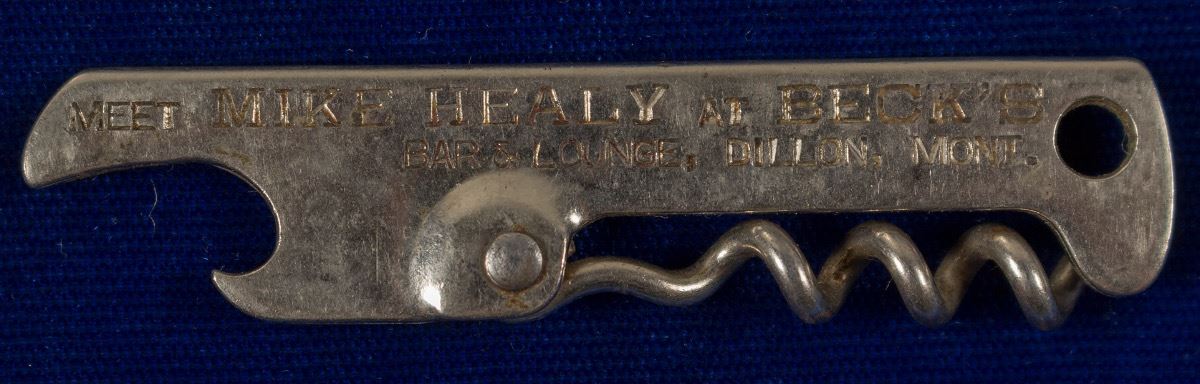 MEET MIKE HEALY AT BECK'S
BAR & LOUNGE, DILLON, MONT.